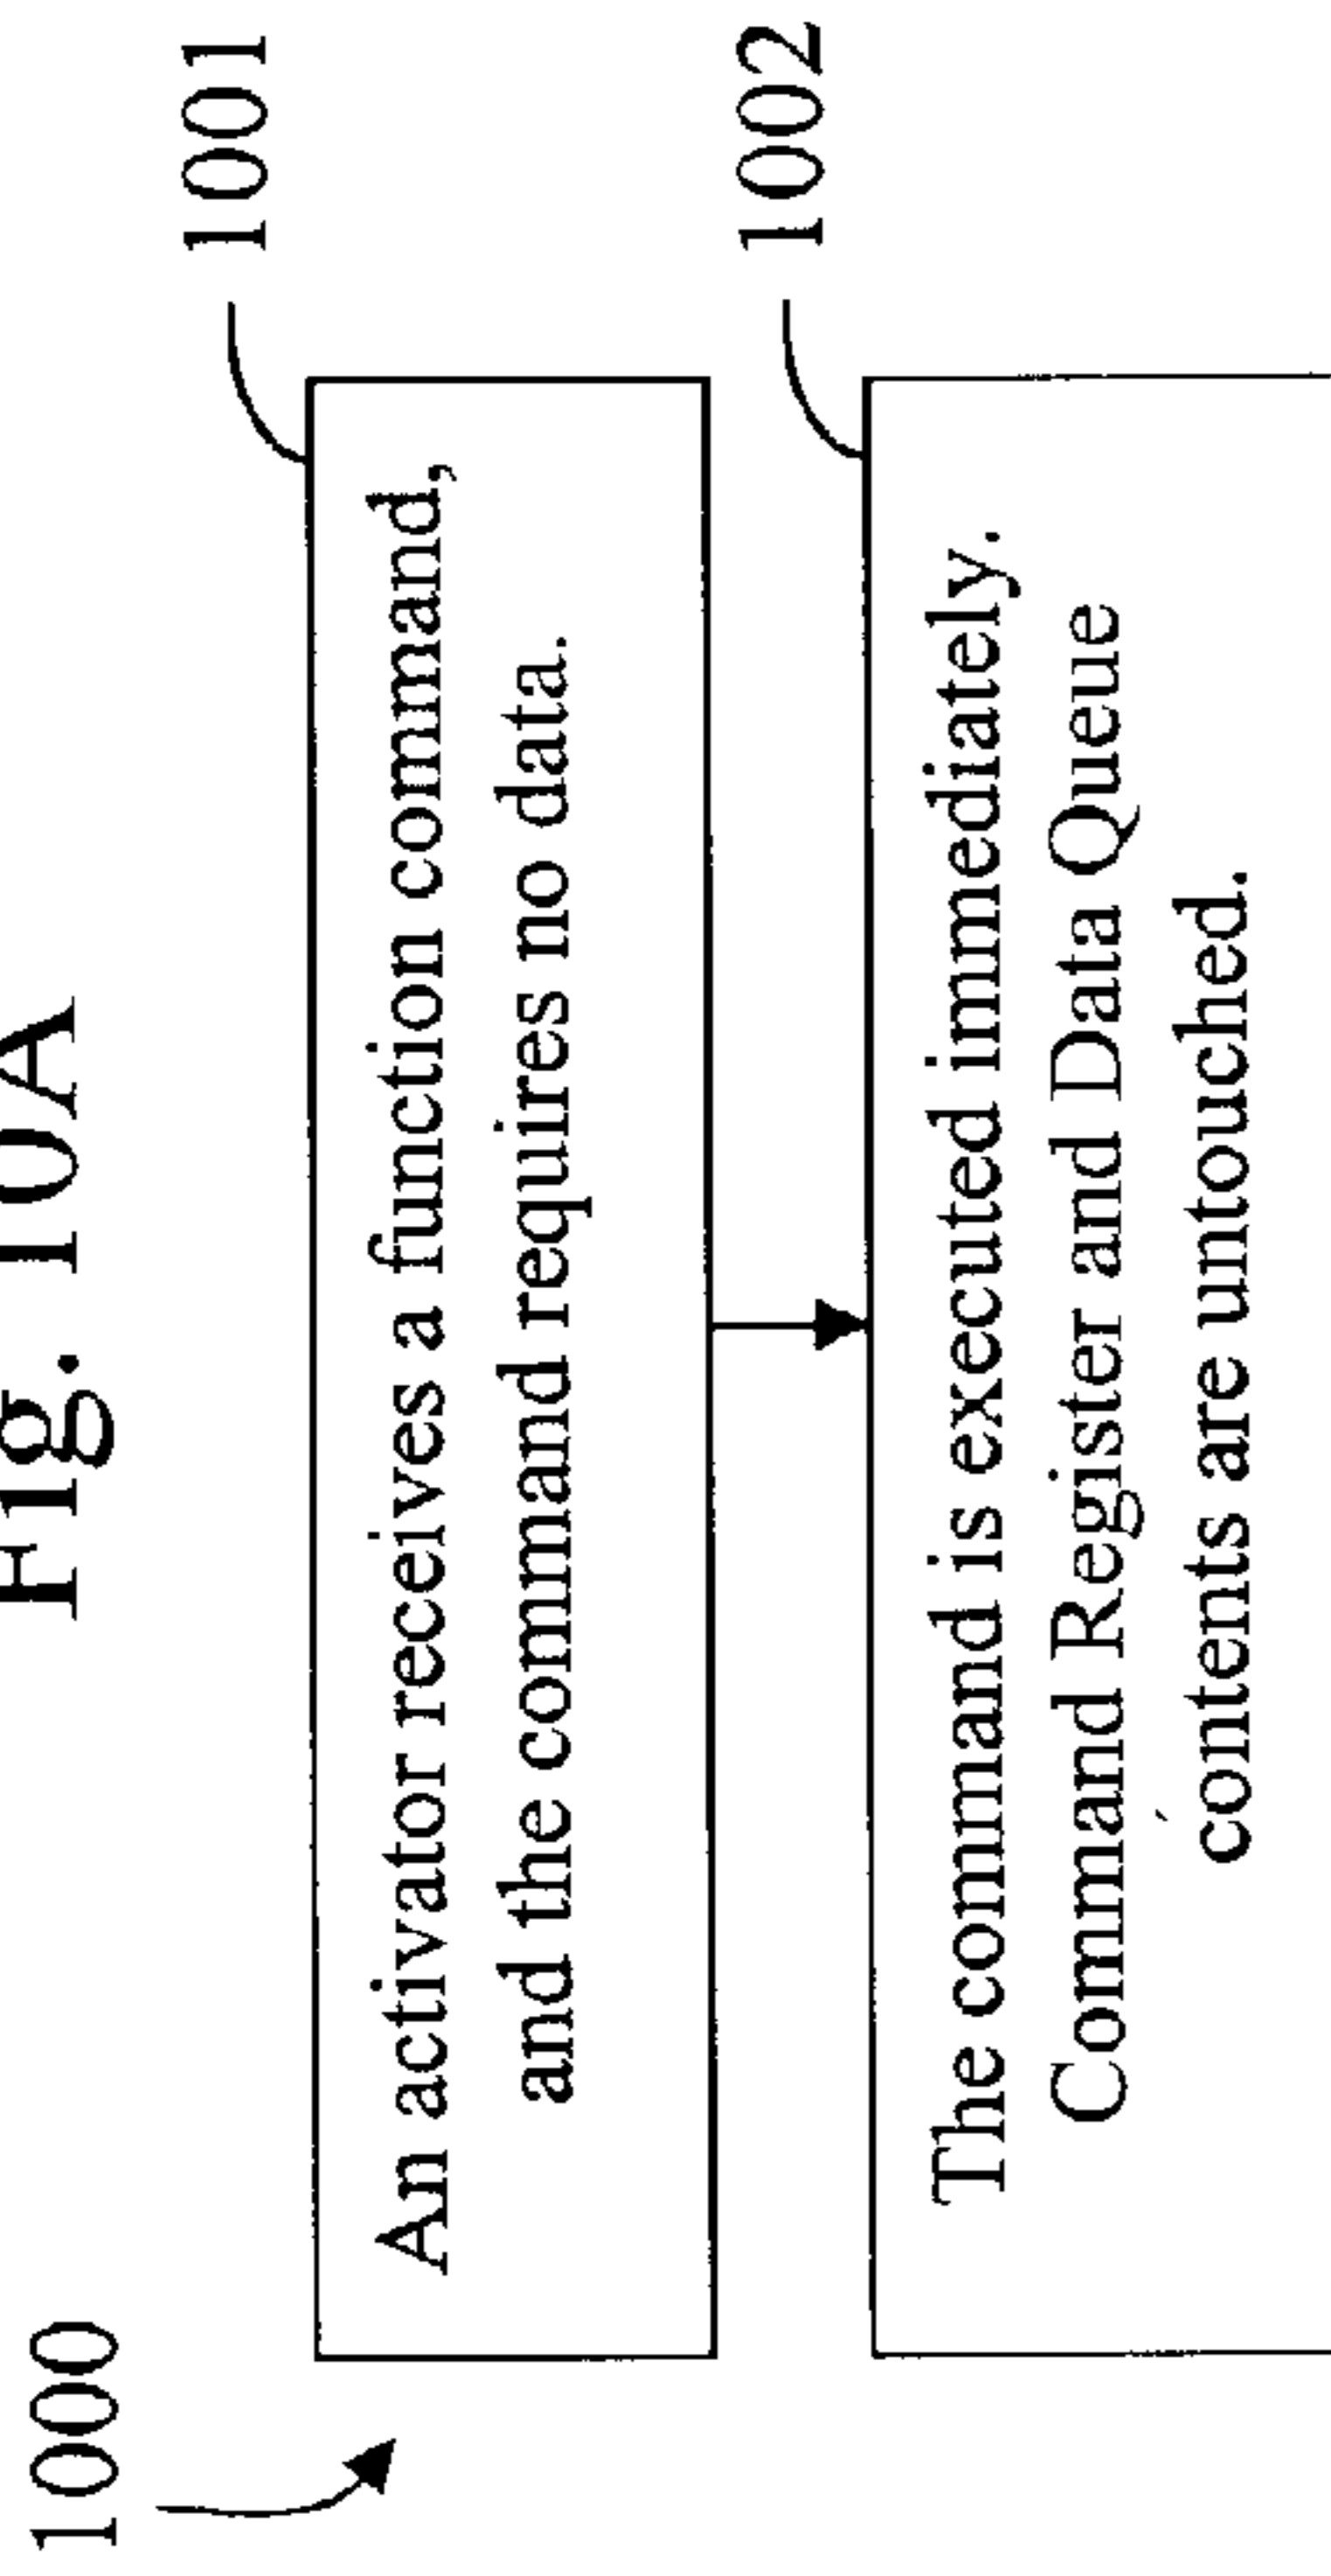 Fig. 10A
1000
1001
An activator receives a function command,
and the command requires no data.
1002
The command is executed immediately.
Command Register and Data Queue
contents are untouched.